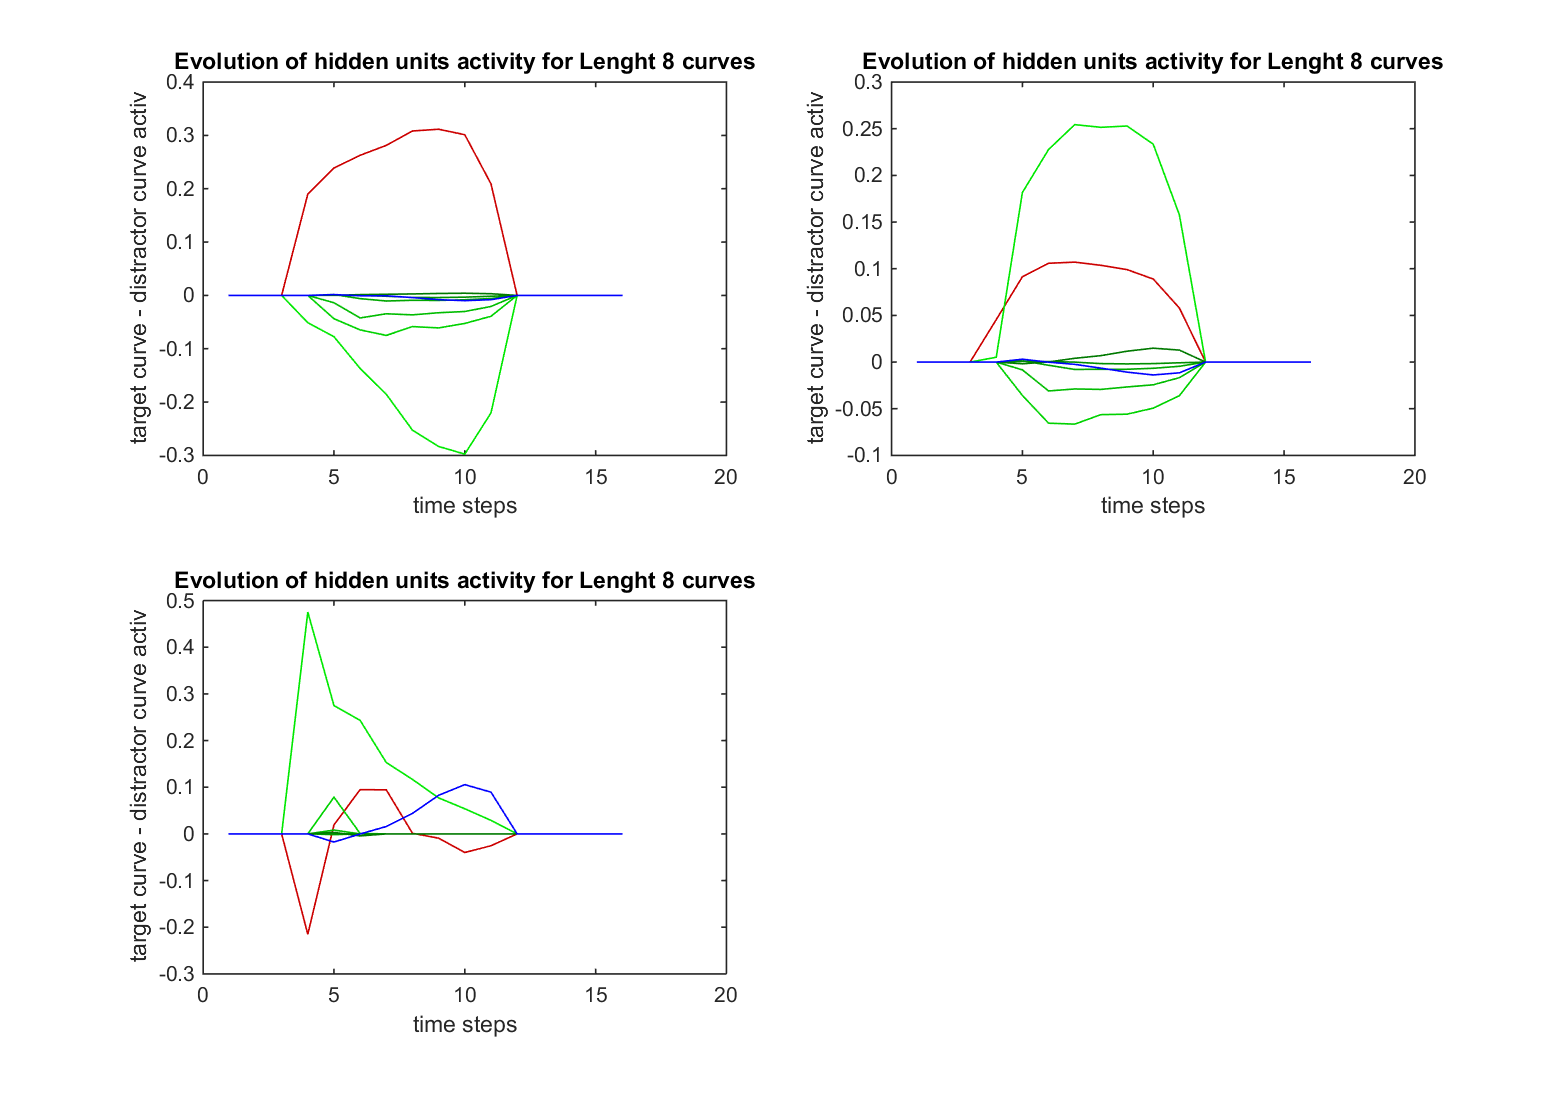 Evolution of hidden units activity for Lenght 8 curves
target curve - distractor curve activ
0.4
0.3
0.2
0.1
0
-0.1
-0.2
-0.3
0 5 10 15 20
time steps
Evolution of hidden units activity for Lenght 8 curves
target curve - distractor curve activ
0.3
0.25
0.2
0.15
0.1
0.05
0
-0.05
-0.1
0 5 10 15 20
time steps
Evolution of hidden units activity for Lenght 8 curves
target curve - distractor curve activ
0.5
0.4
0.3
0.2
0.1
0
-0.1
-0.2
-0.3
0 5 10 15 20
time steps